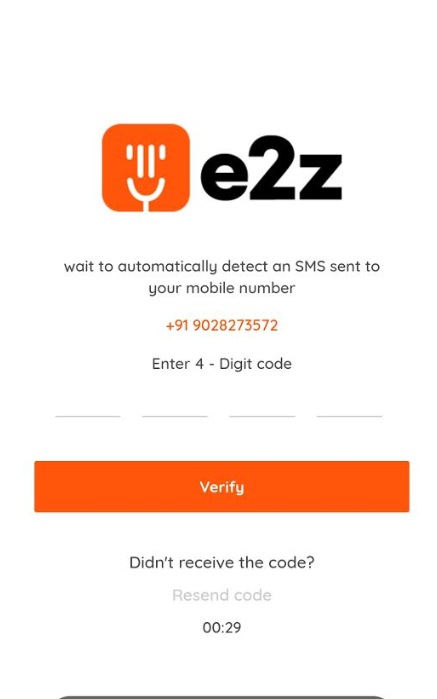 e2z
wait to automatically detect an SMS sent to
your mobile number
+91 9028273572
Enter 4 - Digit code
Verify
Didn't receive the code?
Resend code
00:29